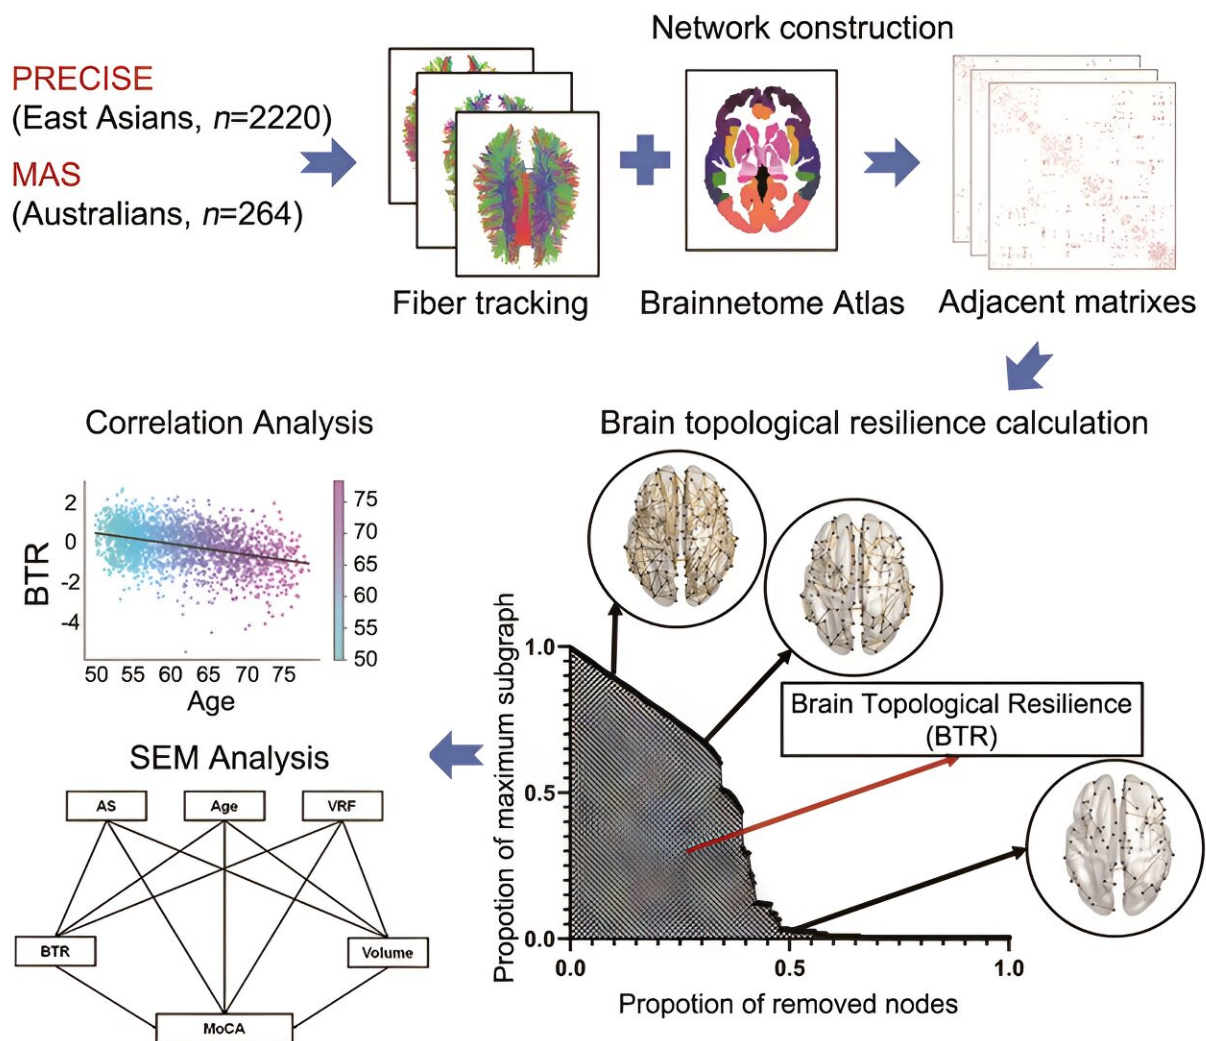 Network construction
PRECISE
(East Asians, n=2220)
MAS
(Australians, n=264)
Fiber tracking
Brainnetome Atlas
Adjacent matrixes
Correlation Analysis
BTR
2
0
-2
-4
50 55 60 65 70 75
Age
75
70
65
60
55
50
Brain topological resilience calculation
Propotion of maximum subgraph
1.0
0.5
0.0
0.0 0.5 1.0
Propotion of removed nodes
Brain Topological Resilience
(BTR)
SEM Analysis
AS Age VRF
BTR Volume
MoCA